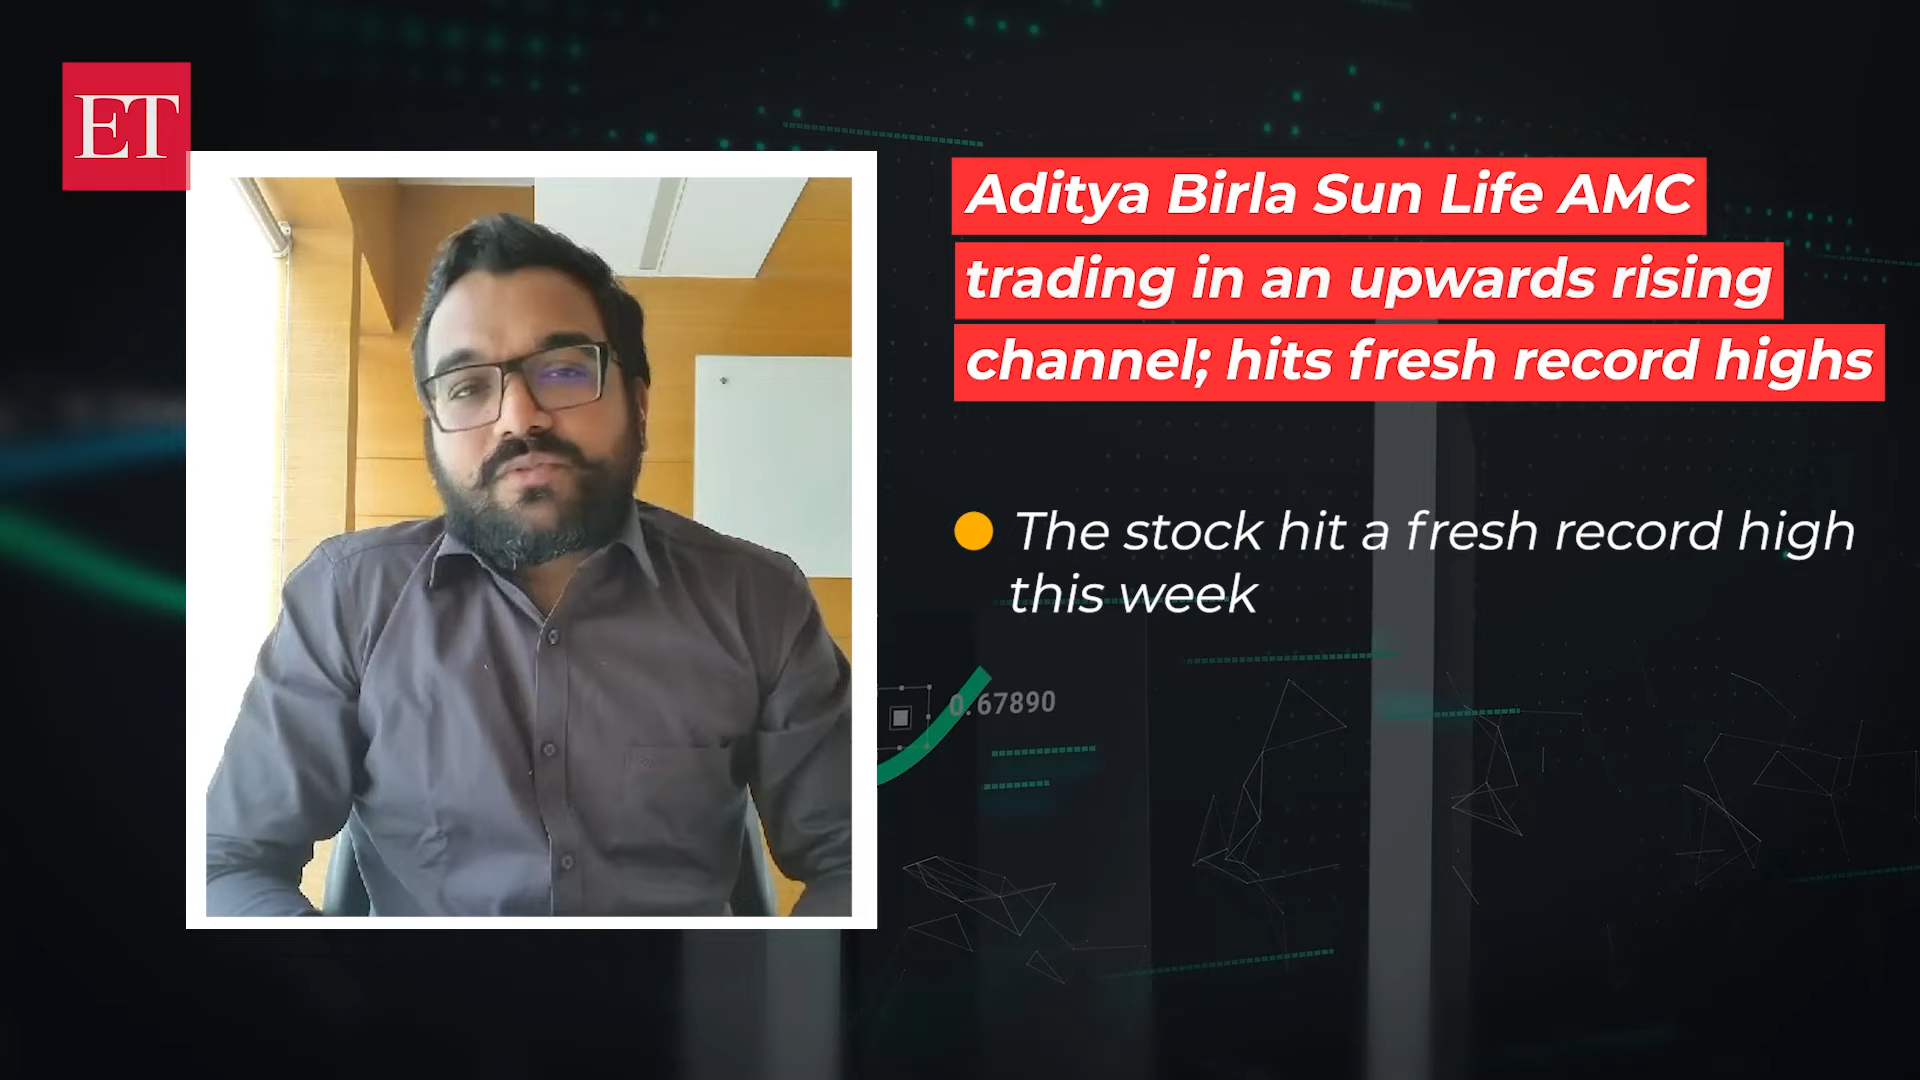 ET
Aditya Birla Sun Life AMC
trading in an upwards rising
channel; hits fresh record highs
The stock hit a fresh record high
this week
0.67890